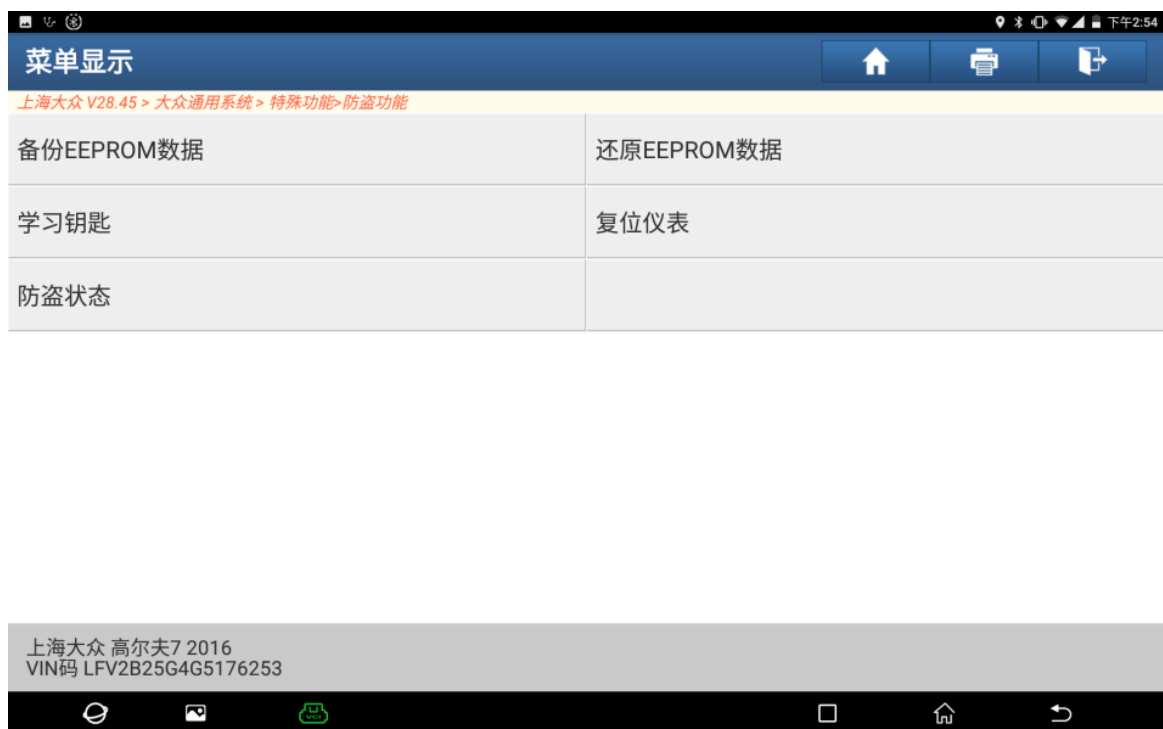 下午2:54
菜单显示
上海大众 V28.45 > 大众通用系统 > 特殊功能>防盗功能
备份EEPROM数据
还原EEPROM数据
学习钥匙
复位仪表
防盗状态
上海大众 高尔夫7 2016
VIN码 LFV2B25G4G5176253
VCI